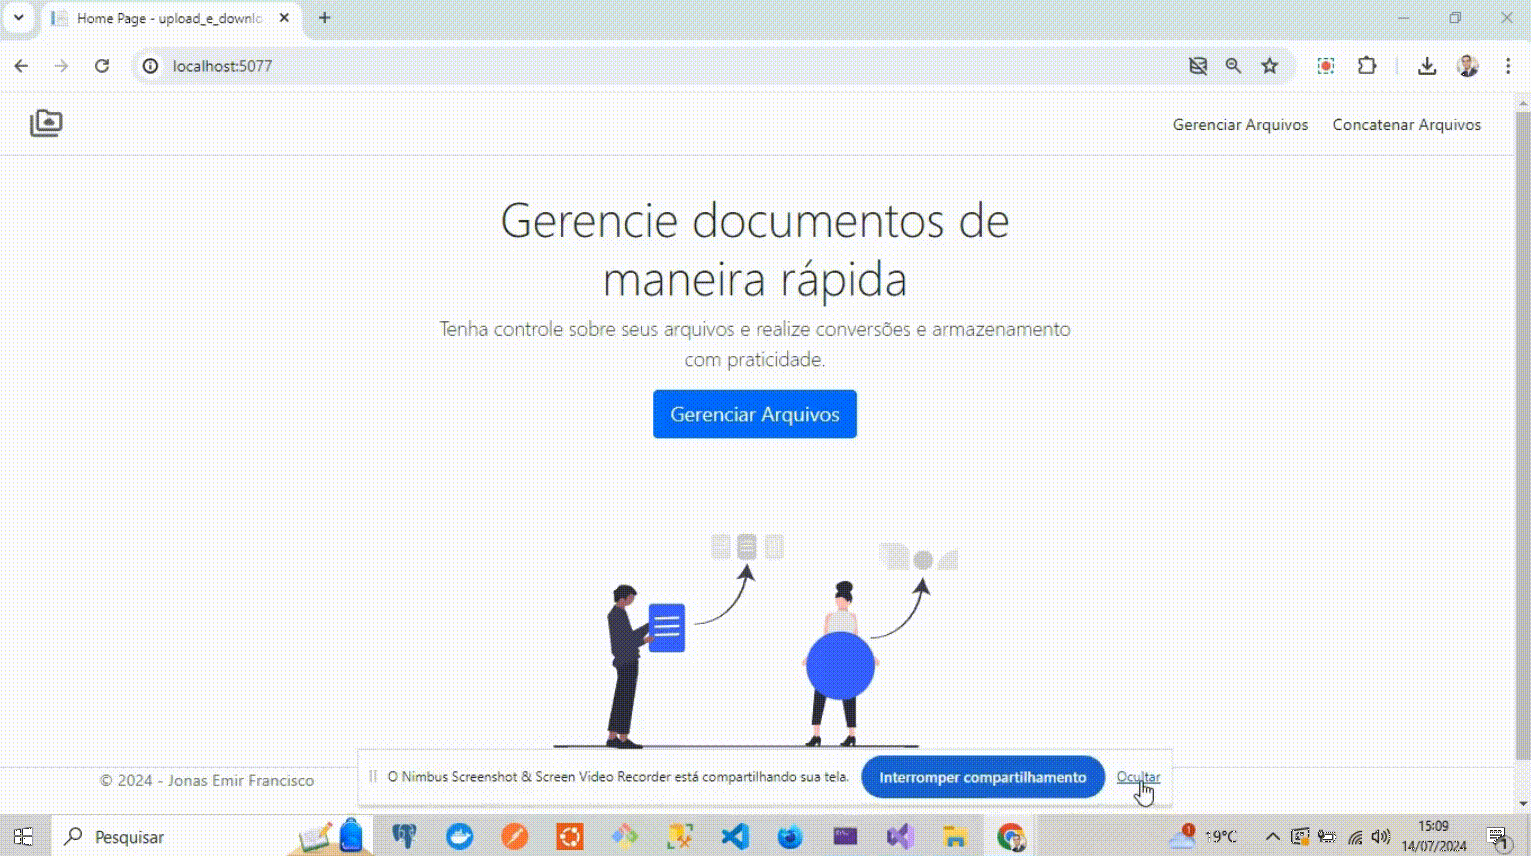 Home Page - upload_e_downlo
localhost:5077
Gerenciar Arquivos
Concatenar Arquivos
Gerencie documentos de
maneira rápida
Tenha controle sobre seus arquivos e realize conversões e armazenamento
com praticidade.
Gerenciar Arquivos
© 2024 - Jonas Emir Francisco
O Nimbus Screenshot & Screen Video Recorder está compartilhando sua tela.
Interromper compartilhamento
Ocultar
Pesquisar
1
19°C
15:09
14/07/2024
1